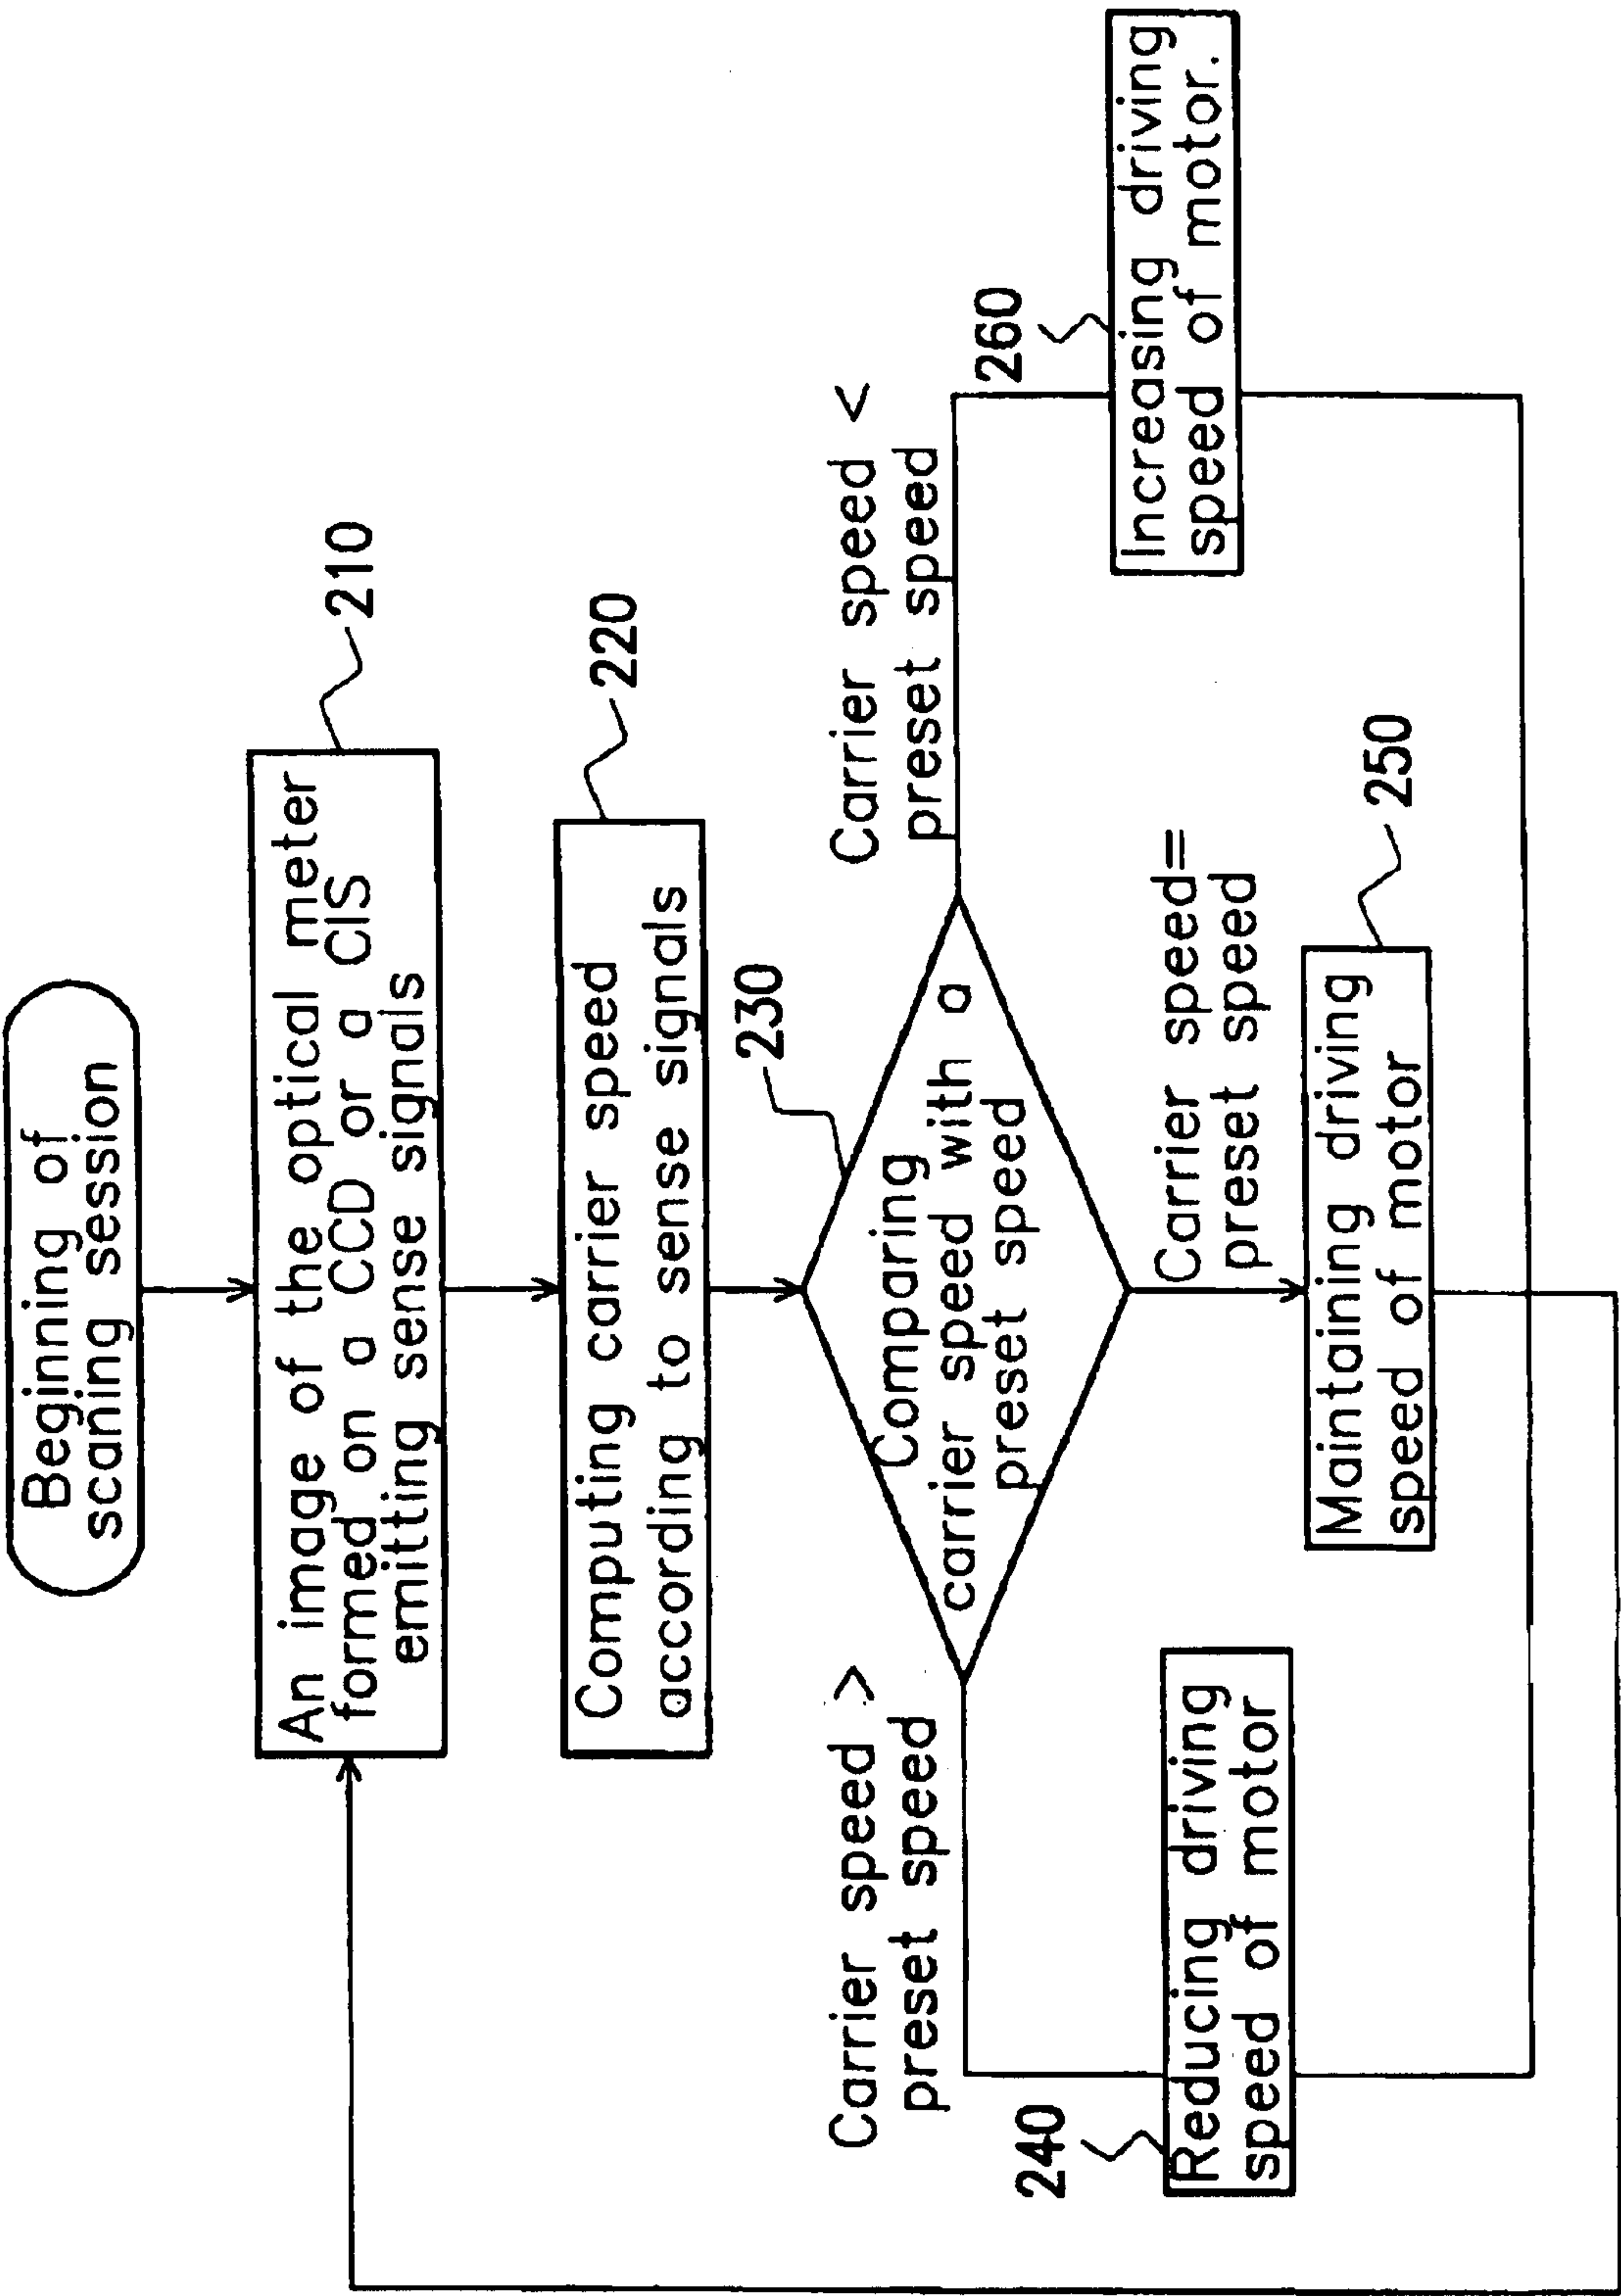 Beginning of
scaning session
An image of the optical meter
formed on a CCD or a CIS
emitting sense signals
210
Computing carrier speed
according to sense signals
220
Comparing
carrier speed with a
preset speed
230
Carrier speed >
preset speed
Carrier speed <
preset speed
Carrier speed=
preset speed
240
Reducing driving
speed of motor
250
Maintaining driving
speed of motor
260
Increasing driving
speed of motor.